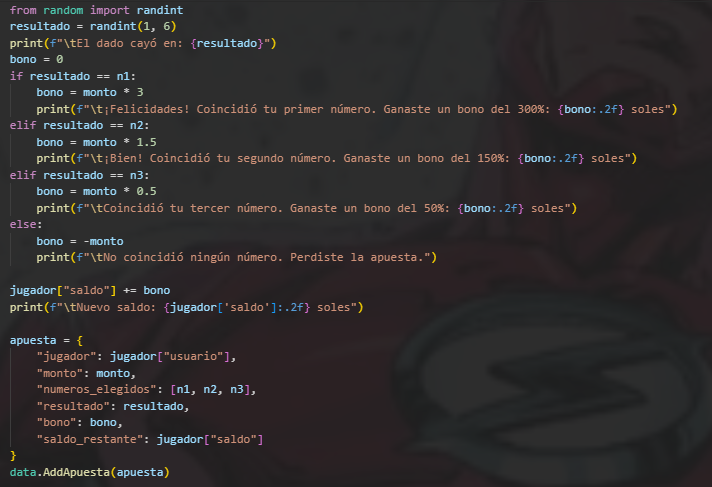 from random import randint
resultado = randint(1, 6)
print(f"\tEl dado cayó en: {resultado}")
bono = 0
if resultado == n1:
    bono = monto * 3
    print(f"\t¡Felicidades! Coincidió tu primer número. Ganaste un bono del 300%: {bono:.2f} soles")
elif resultado == n2:
    bono = monto * 1.5
    print(f"\t¡Bien! Coincidió tu segundo número. Ganaste un bono del 150%: {bono:.2f} soles")
elif resultado == n3:
    bono = monto * 0.5
    print(f"\tCoincidió tu tercer número. Ganaste un bono del 50%: {bono:.2f} soles")
else:
    bono = -monto
    print(f"\tNo coincidió ningún número. Perdiste la apuesta.")

jugador["saldo"] += bono
print(f"\tNuevo saldo: {jugador['saldo']:.2f} soles")

apuesta = {
    "jugador": jugador["usuario"],
    "monto": monto,
    "numeros_elegidos": [n1, n2, n3],
    "resultado": resultado,
    "bono": bono,
    "saldo_restante": jugador["saldo"]
}
data.AddApuesta(apuesta)